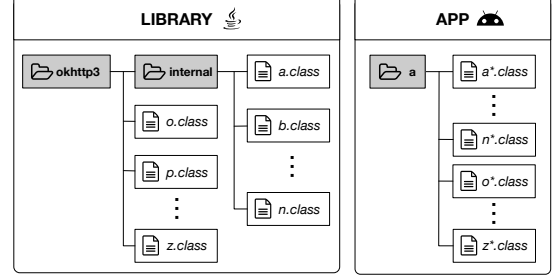 LIBRARY
APP
okhttp3
internal
a.class
o.class
b.class
p.class
n.class
z.class
a
a*.class
n*.class
o*.class
z*.class